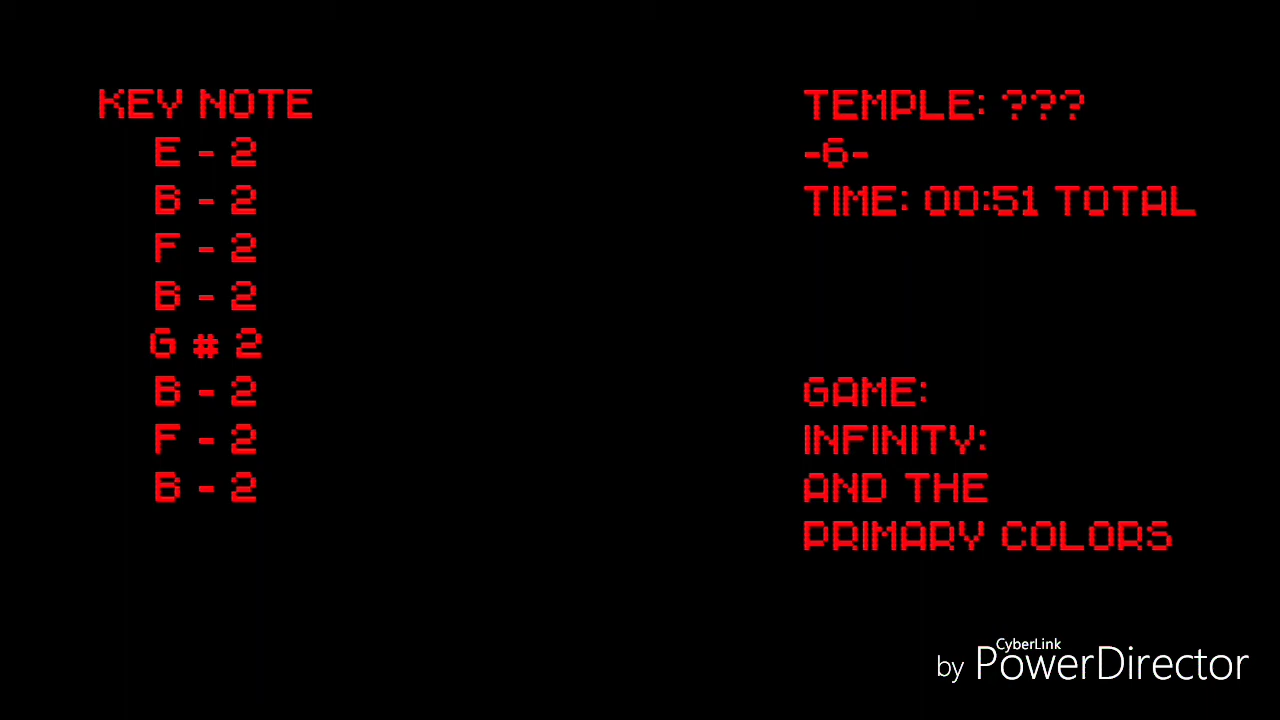 KEY NOTE
E - 2
B - 2
F - 2
B - 2
G # 2
B - 2
F - 2
B - 2
TEMPLE: ???
-6-
TIME: 00:51 TOTAL
GAME:
INFINITY:
AND THE
PRIMARY COLORS
CyberLink
by PowerDirector